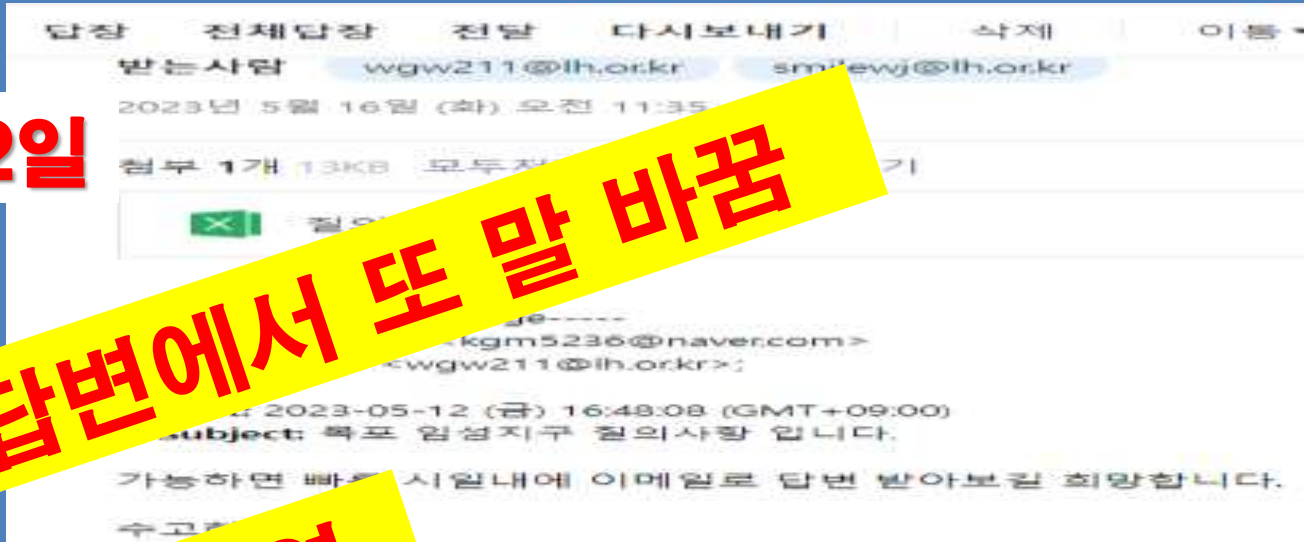 답장 전체답장 전달 다시보내기 삭제 이동
받는사람 wgw211@lh.or.kr smilewj@lh.or.kr
2023년 5월 16일 (화) 오전 11:35
2일
첨부 1개 13KB
답변에서 또 말 바꿈
<kgm5236@naver.com>
<wgw211@lh.or.kr>;
2023-05-12 (금) 16:48:08 (GMT+09:00)
Subject: 목포 임성지구 질의사항 입니다.
가능하면 빠른 시일내에 이메일로 답변 받아보길 희망합니다.